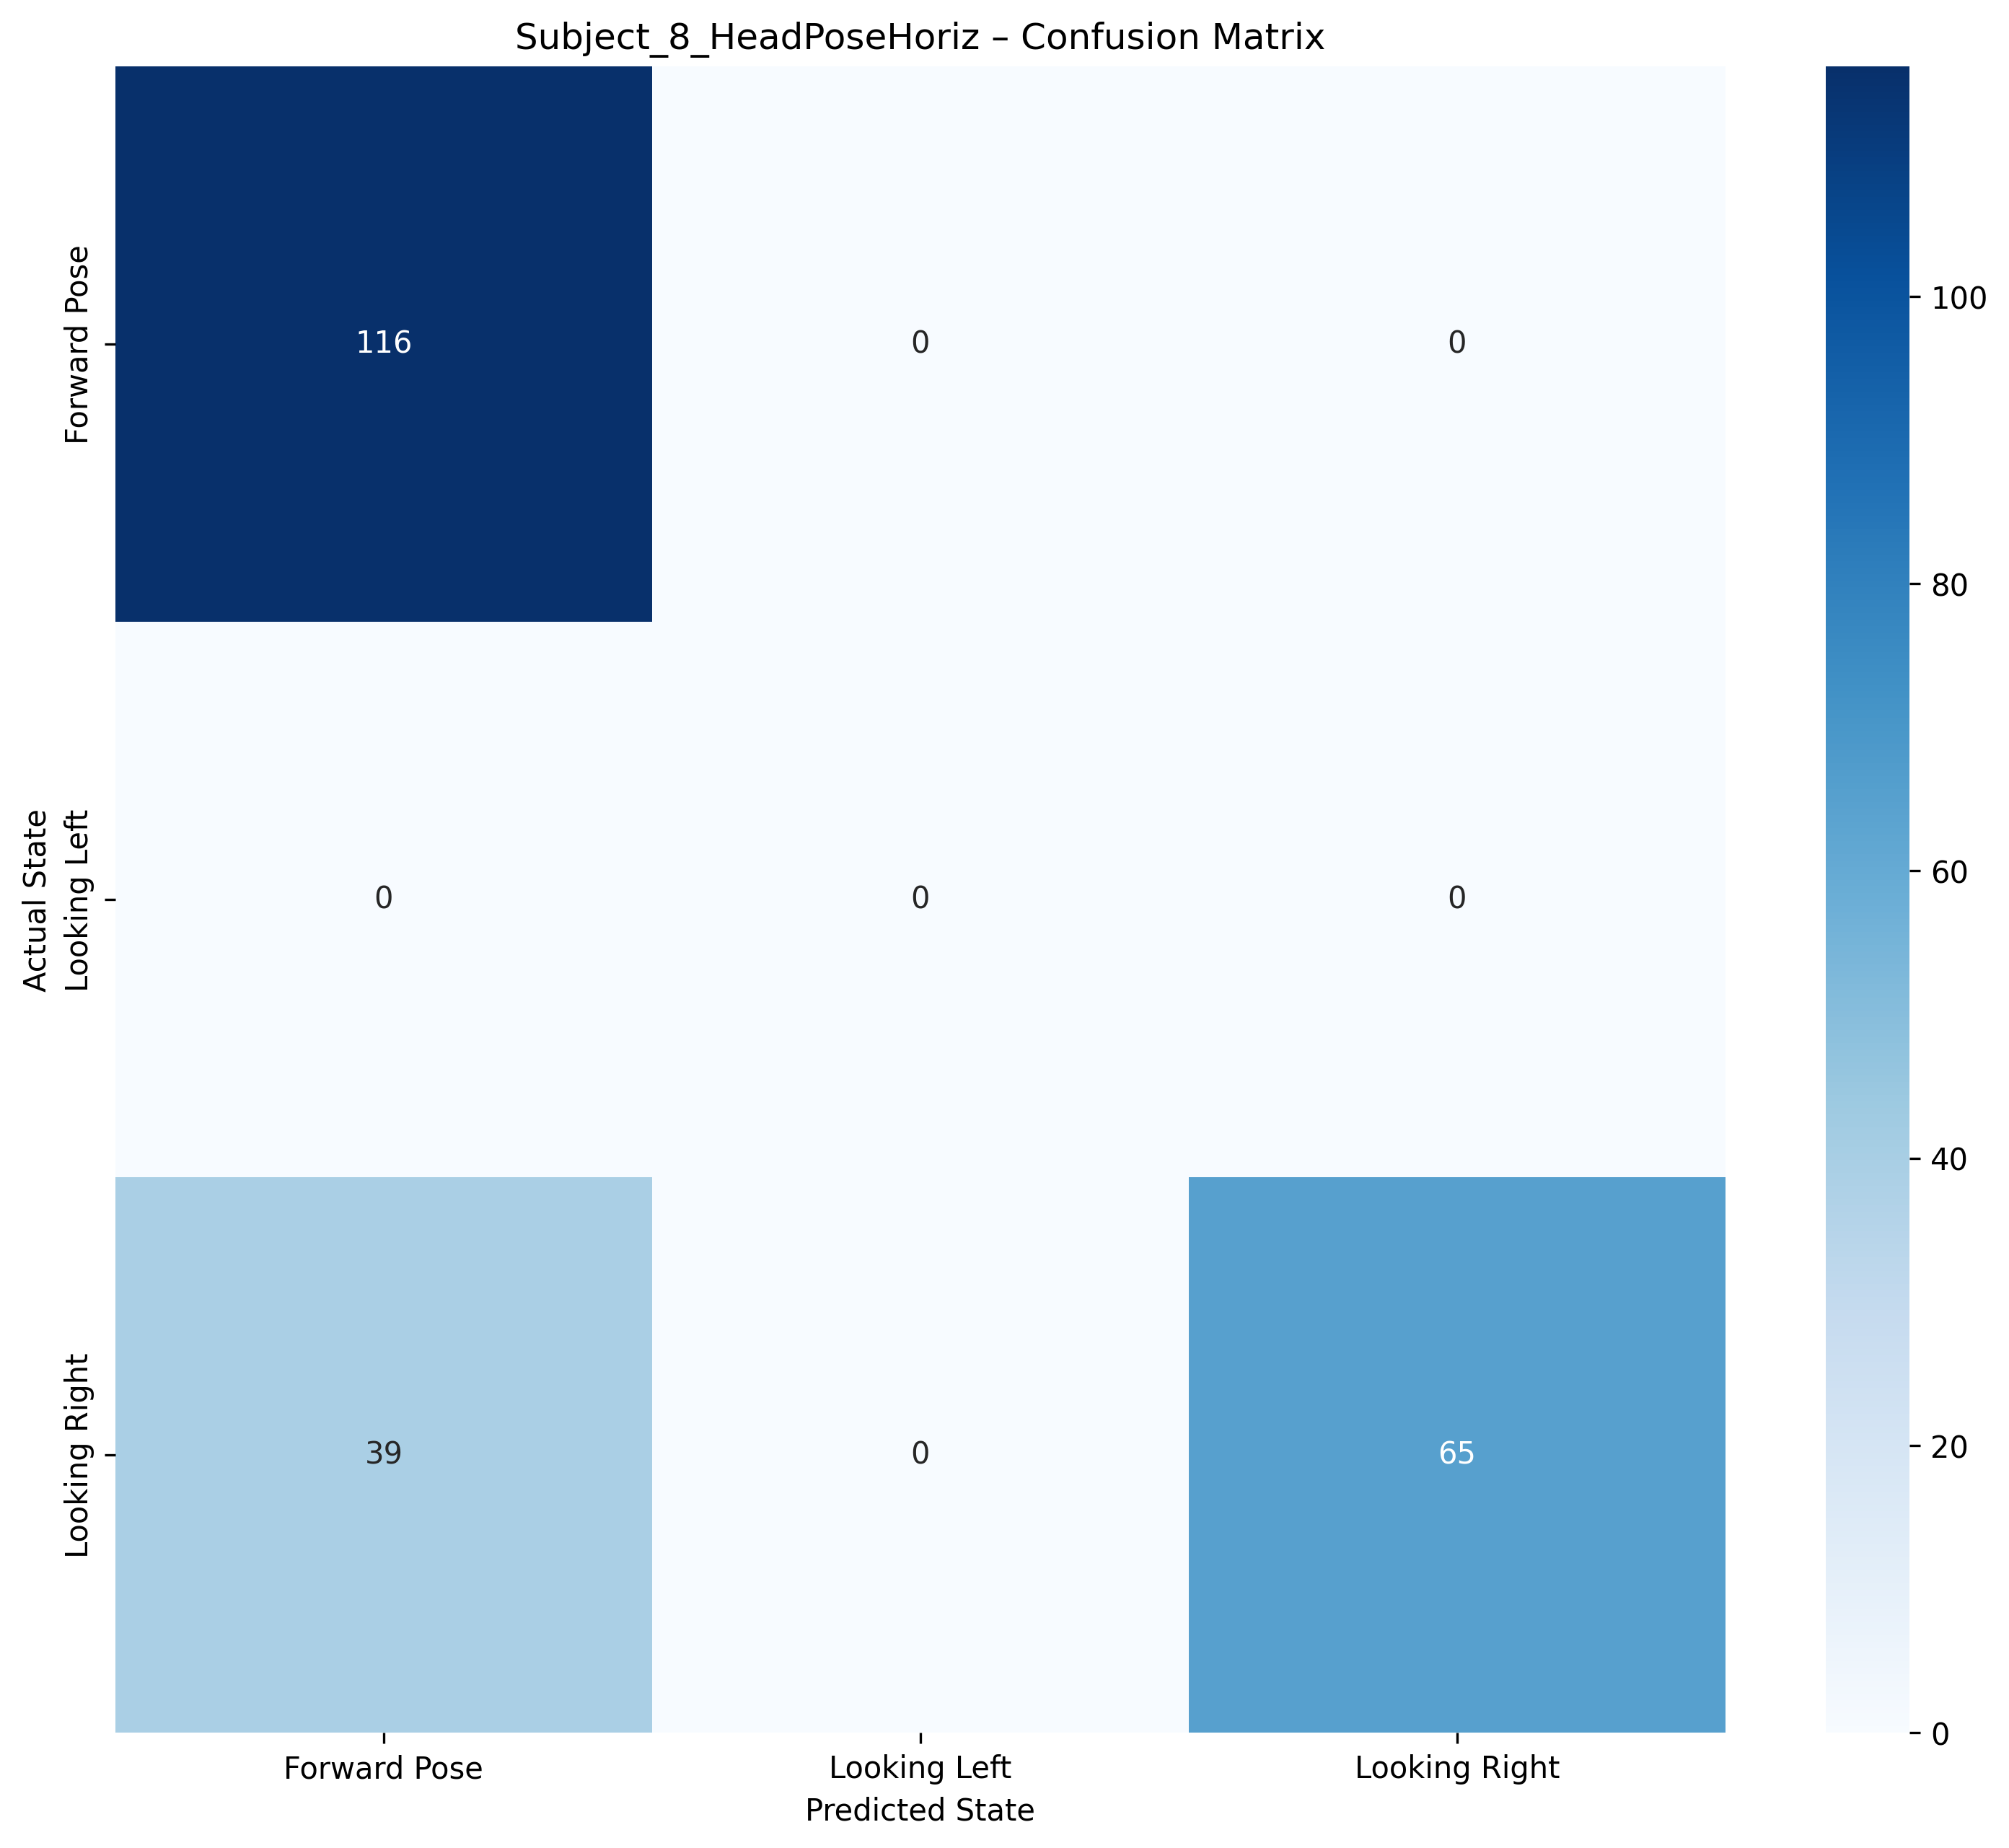 Subject_8_HeadPoseHoriz – Confusion Matrix
Actual State
Forward Pose
116
0
0
Looking Left
0
0
0
Looking Right
39
0
65
Forward Pose
Looking Left
Looking Right
Predicted State
100
80
60
40
20
0